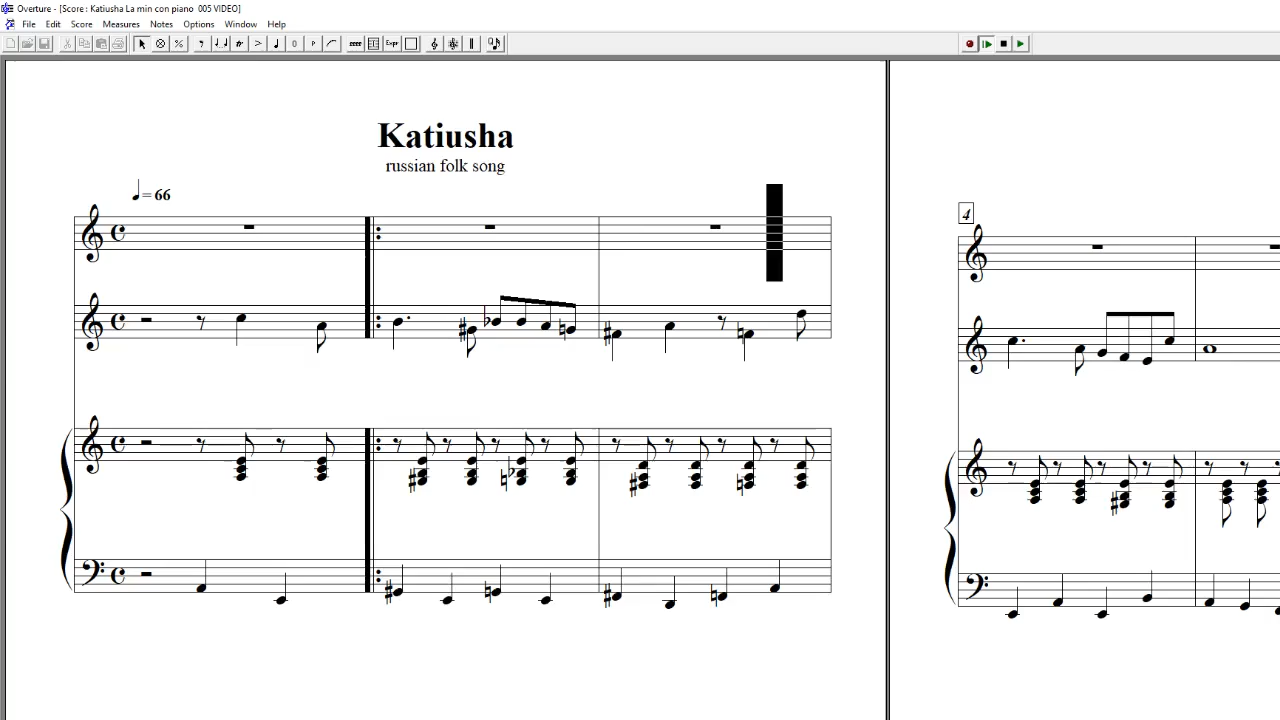 Overture - [Score : Katiusha La min con piano  005 VIDEO]
File Edit Score Measures Notes Options Window Help
Expr
Katiusha
russian folk song
= 66
4